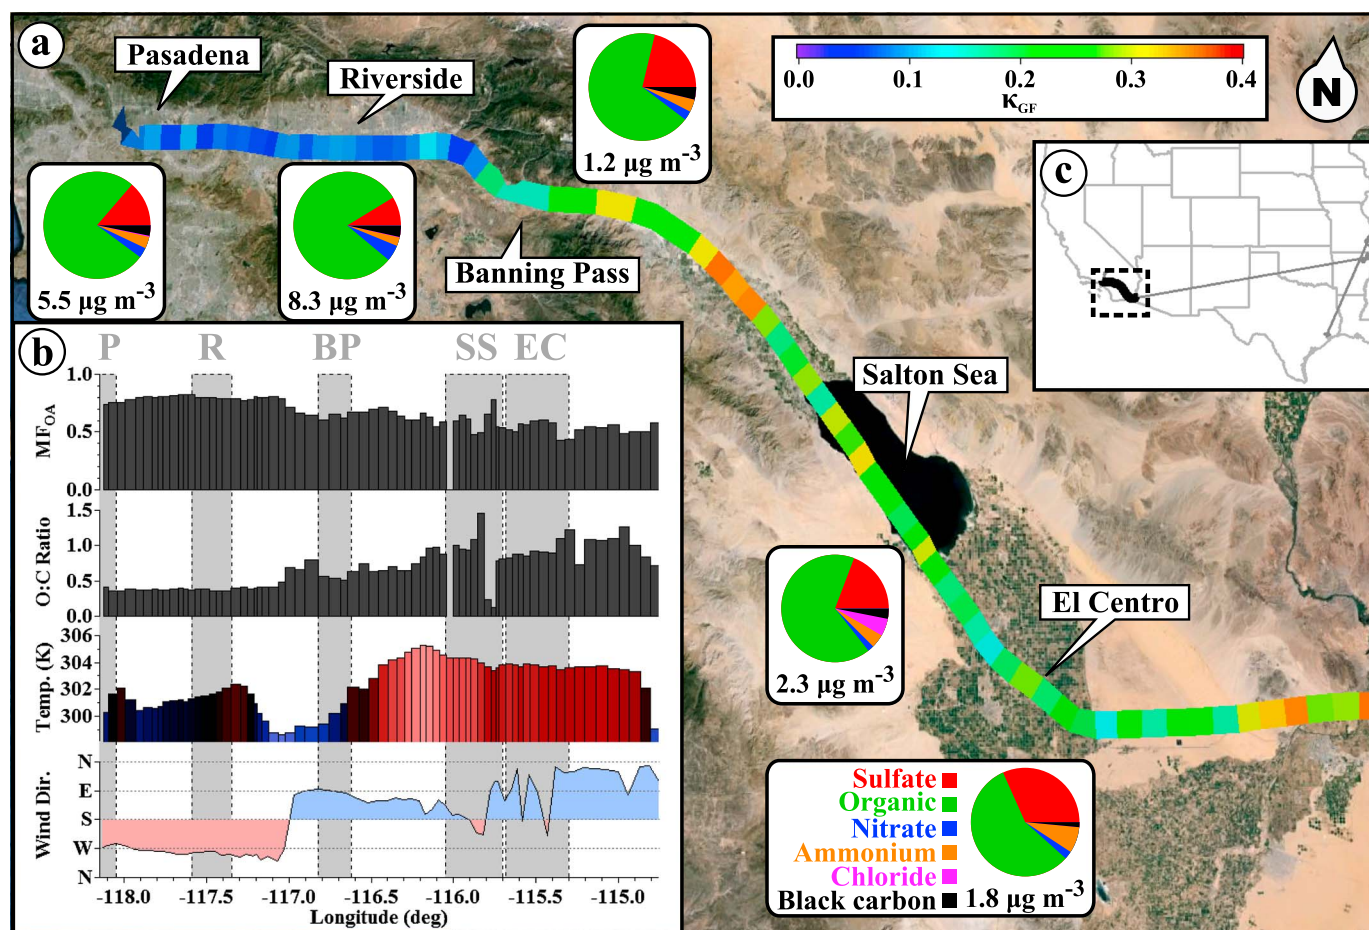 a
Pasadena
Riverside
1.2 µg m-3
0.0 0.1 0.2 0.3 0.4
κGF
N
c
5.5 µg m-3
8.3 µg m-3
Banning Pass
Salton Sea
El Centro
2.3 µg m-3
Sulfate
Organic
Nitrate
Ammonium
Chloride
Black carbon
1.8 µg m-3
b
P R BP SS EC
MFOA
1.0
0.5
0.0
O:C Ratio
1.5
1.0
0.5
0.0
Temp. (K)
306
304
302
300
Wind Dir.
N
E
S
W
N
-118.0 -117.5 -117.0 -116.5 -116.0 -115.5 -115.0
Longitude (deg)